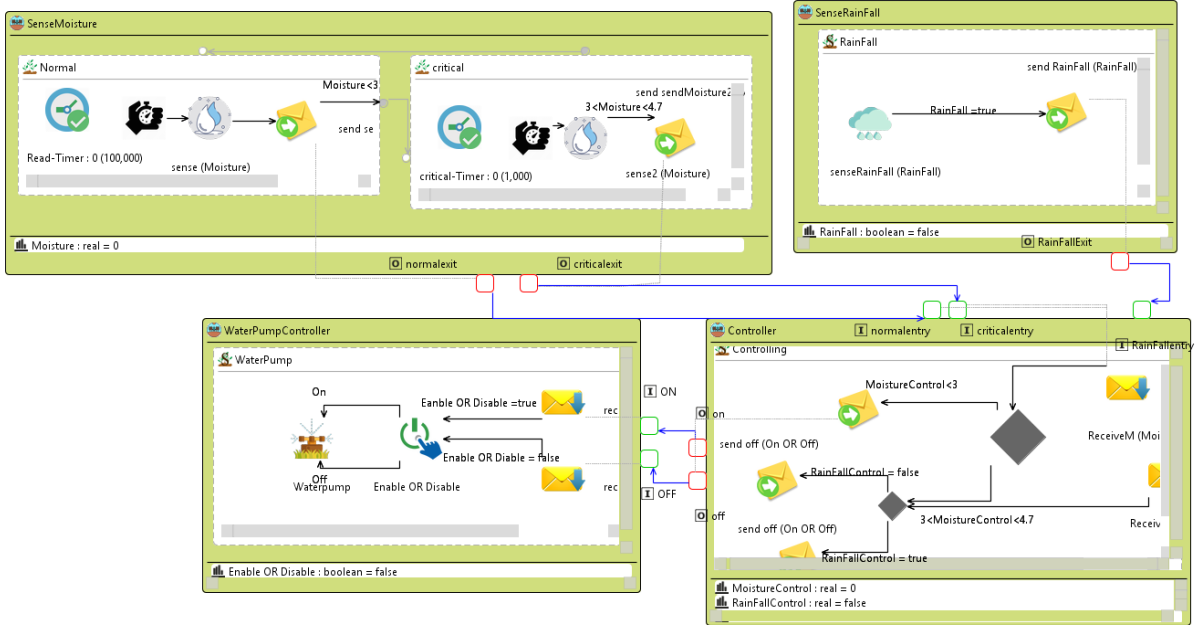 SenseMoisture
Normal
Moisture<3
send se
Read-Timer : 0 (100,000)
sense (Moisture)
critical
send sendMoisture2
3<Moisture<4.7
critical-Timer : 0 (1,000)
sense2 (Moisture)
Moisture : real = 0
O normalexit
O criticalexit
SenseRainFall
RainFall
send RainFall (RainFall)
RainFall =true
senseRainFall (RainFall)
RainFall : boolean = false
O RainFallExit
WaterPumpController
WaterPump
On
Eanble OR Disable =true
rec
Enable OR Diable = false
Off
Waterpump
Enable OR Disable
rec
Enable OR Disable : boolean = false
I ON
I OFF
Controller
I normalentry
I criticalentry
I RainFallentry
Controlling
O on
MoistureControl<3
send off (On OR Off)
ReceiveM (Moi
RainFallControl = false
3<MoistureControl<4.7
O off
send off (On OR Off)
Receiv
RainFallControl = true
MoistureControl : real = 0
RainFallControl : real = false